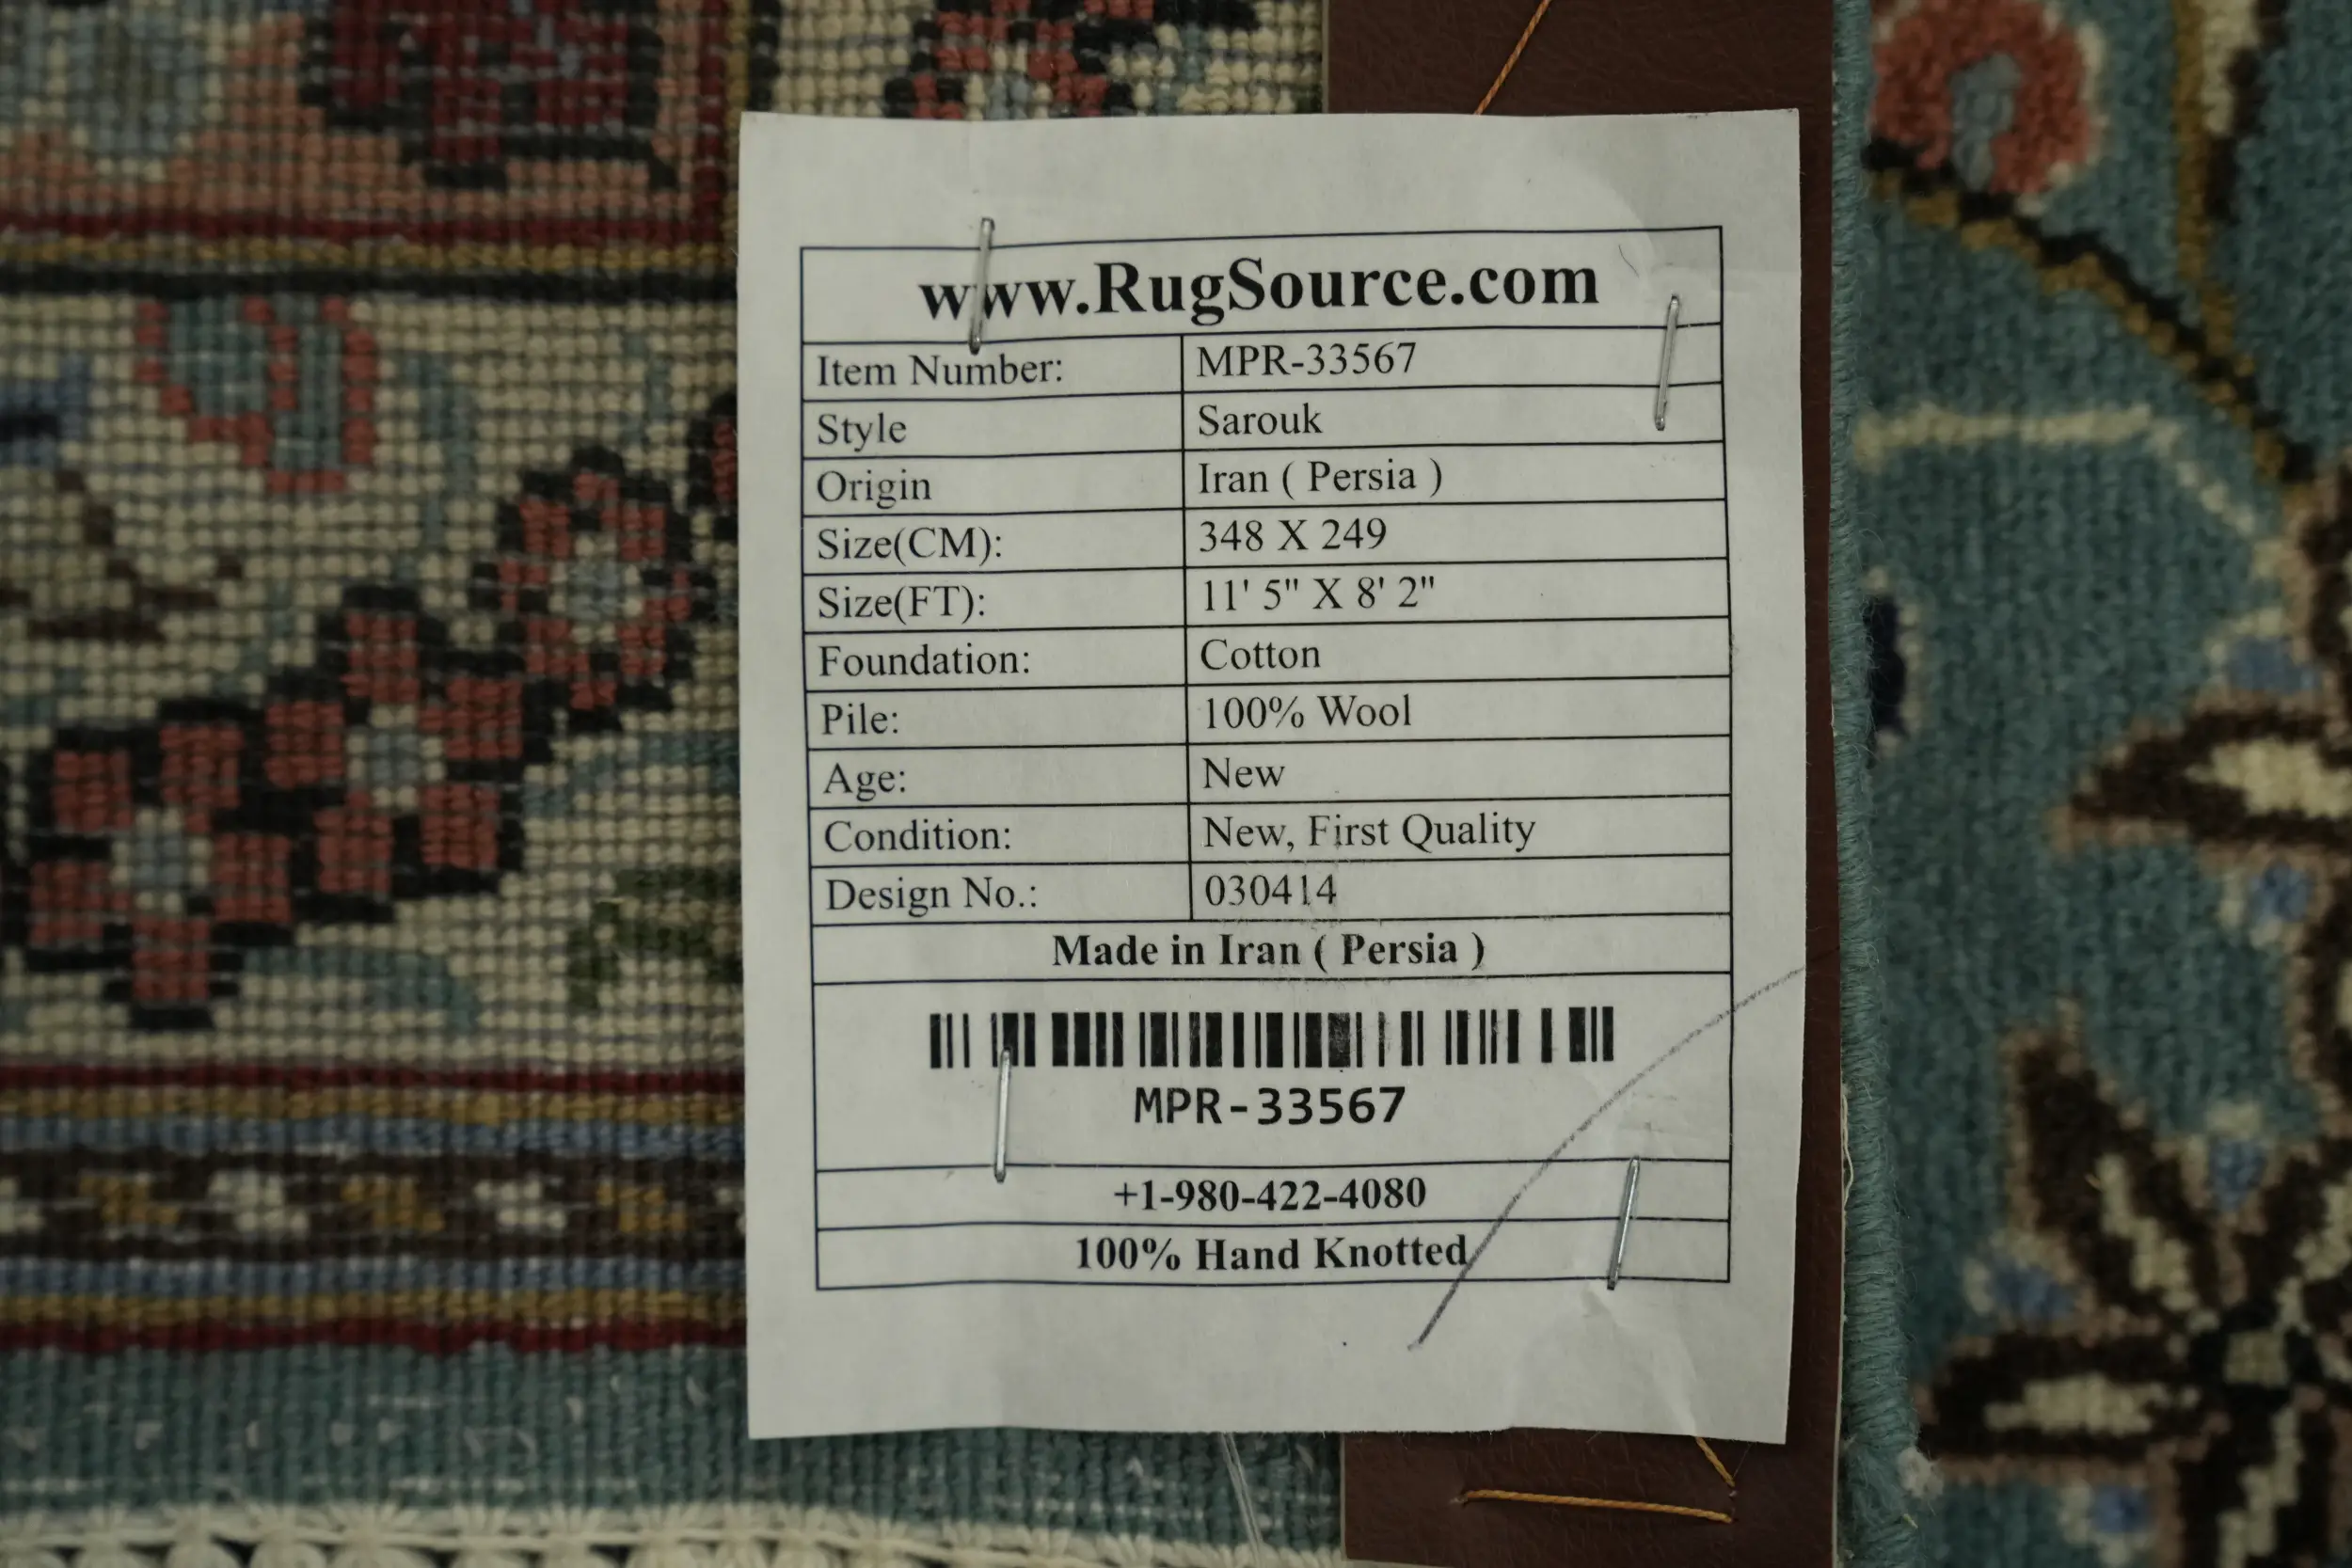 www.RugSource.com
Item Number: MPR-33567
Style Sarouk
Origin Iran ( Persia )
Size(CM): 348 X 249
Size(FT): 11' 5" X 8' 2"
Foundation: Cotton
Pile: 100% Wool
Age: New
Condition: New, First Quality
Design No.: 030414
Made in Iran ( Persia )
MPR-33567
+1-980-422-4080
100% Hand Knotted